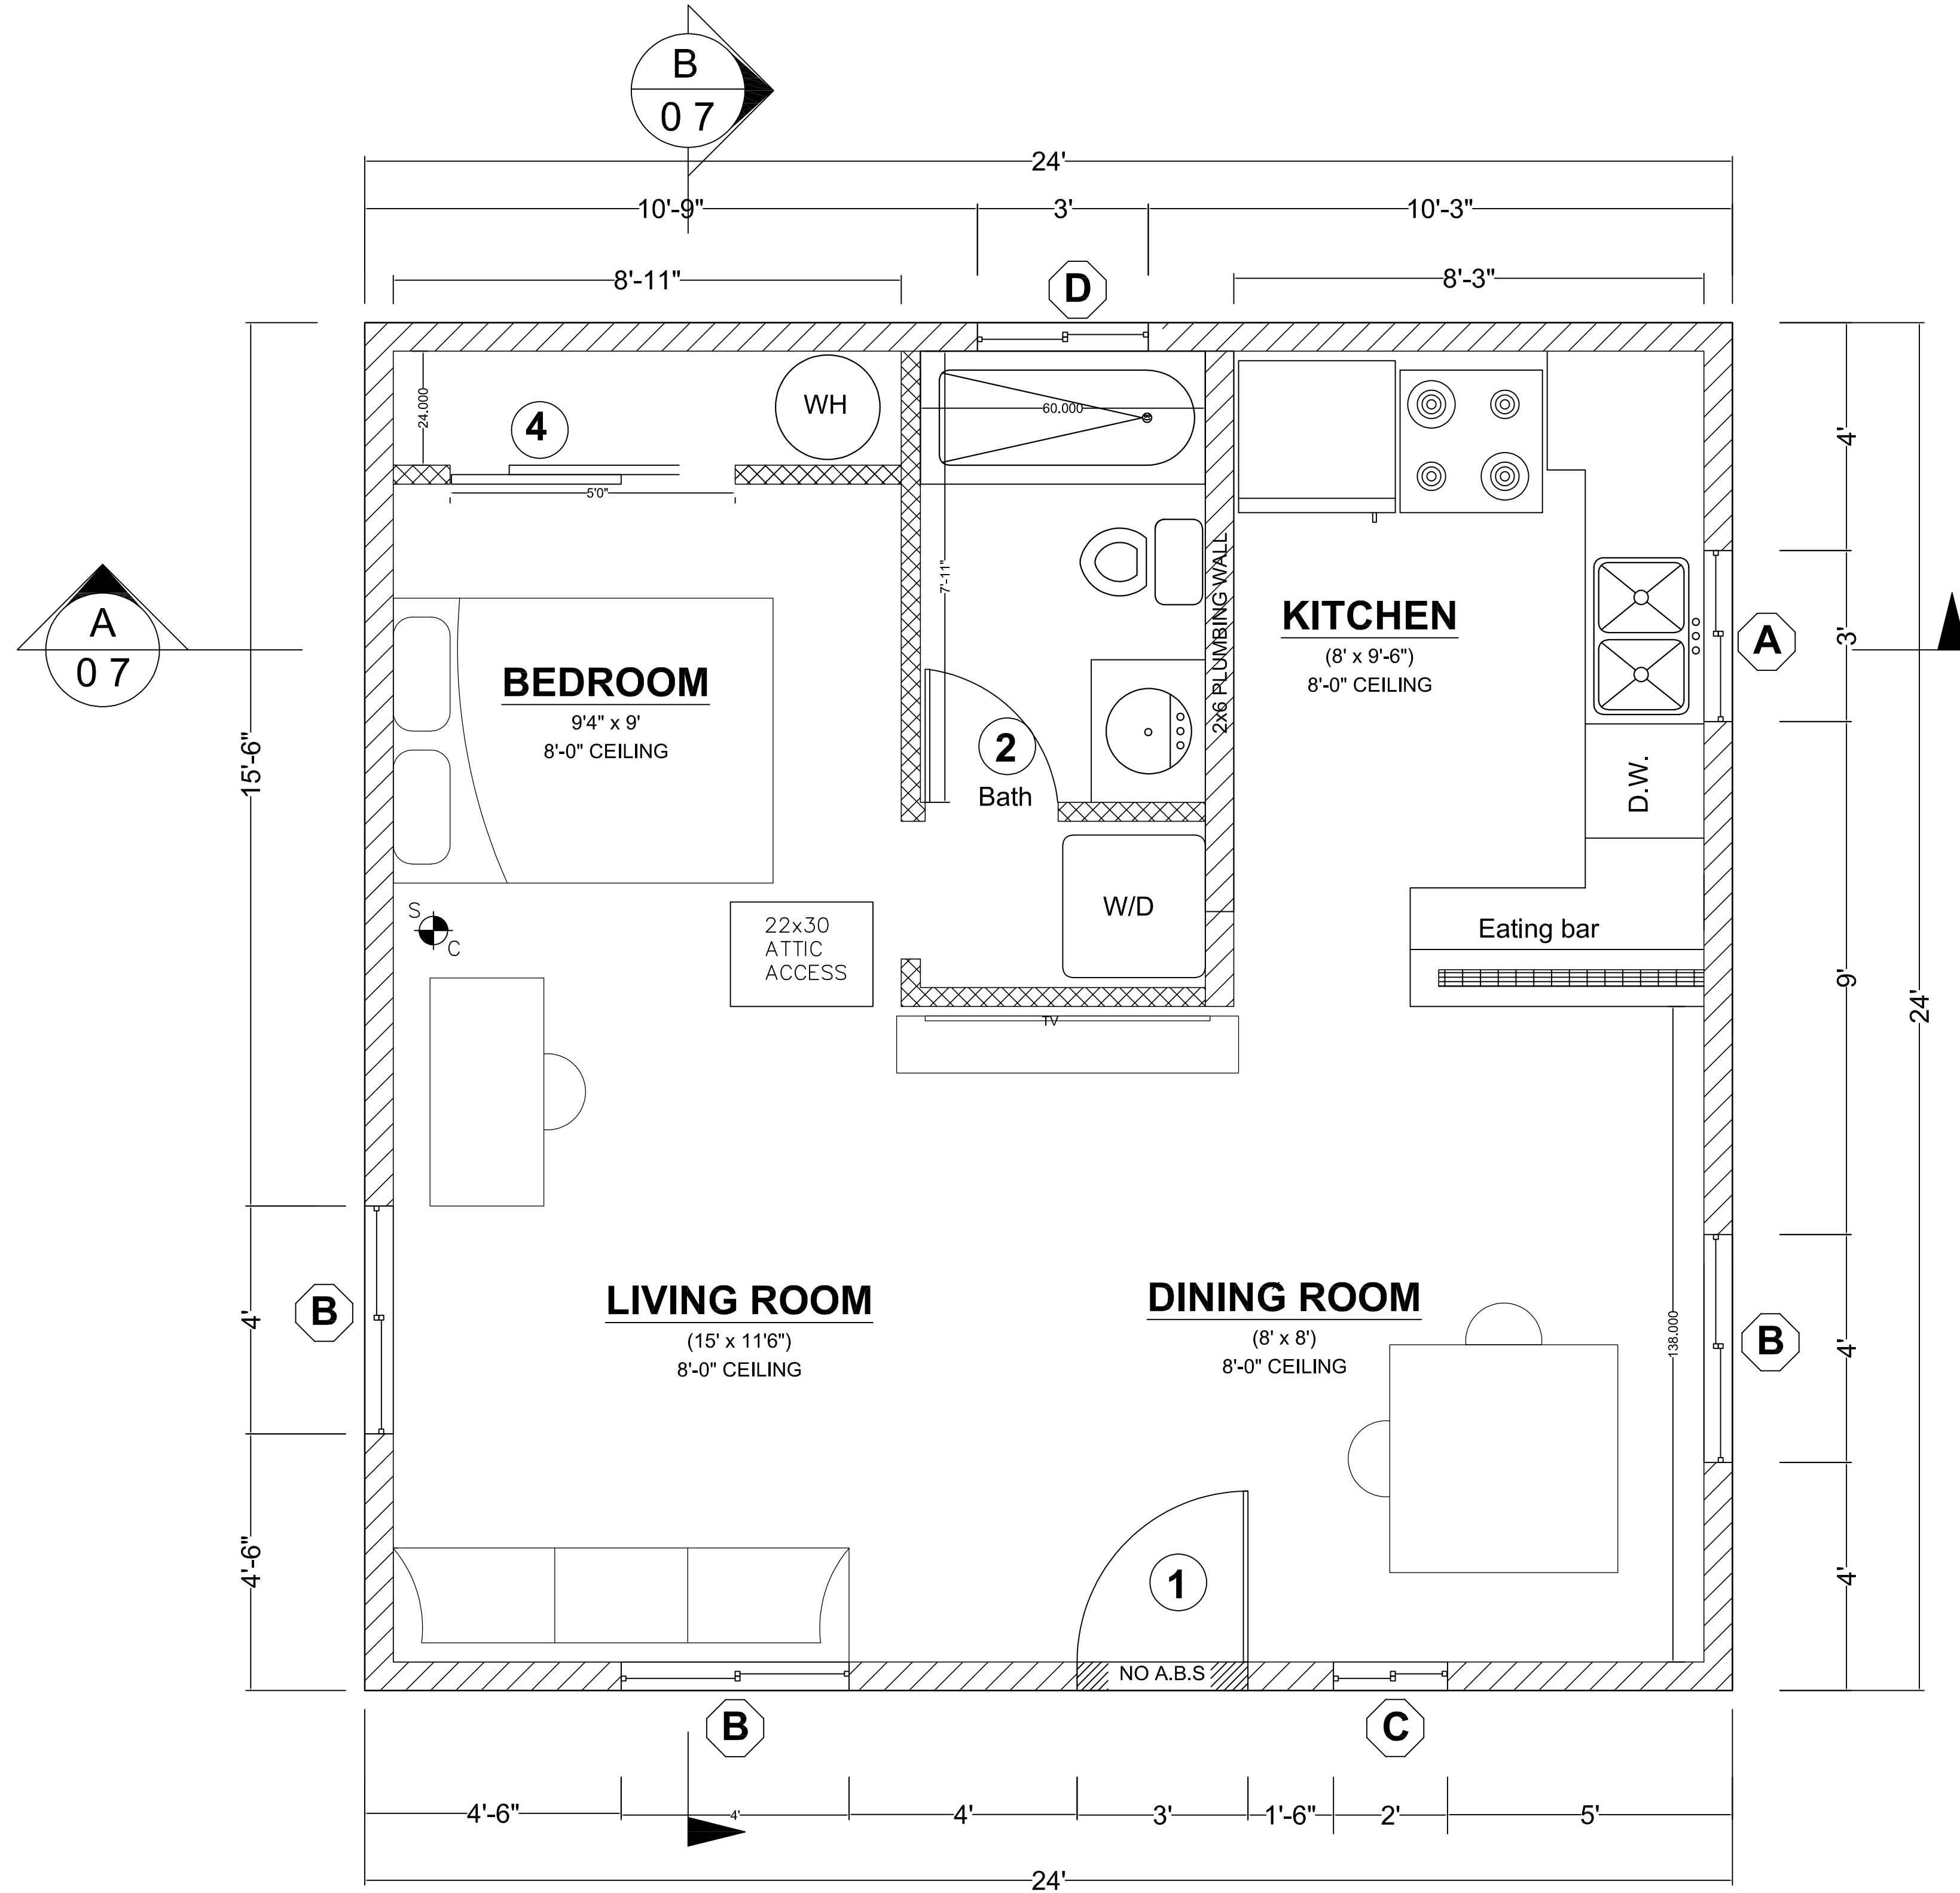 B
0 7
24'
10'-9"
3'
10'-3"
8'-11"
D
8'-3"
24.000
4
WH
60.000
5'0"
4'
7'-11"
2x6 PLUMBING WALL
KITCHEN
(8' x 9'-6")
8'-0" CEILING
A
0 7
A
3'
BEDROOM
9'4" x 9'
8'-0" CEILING
15'-6"
2
Bath
D.W.
W/D
S
C
22x30
ATTIC
ACCESS
Eating bar
9'
24'
TV
LIVING ROOM
(15' x 11'6")
8'-0" CEILING
DINING ROOM
(8' x 8')
8'-0" CEILING
B
4'
138.000
B
4'
4'-6"
1
4'
NO A.B.S
B
C
4'-6"
4'
4'
3'
1'-6"
2'
5'
24'